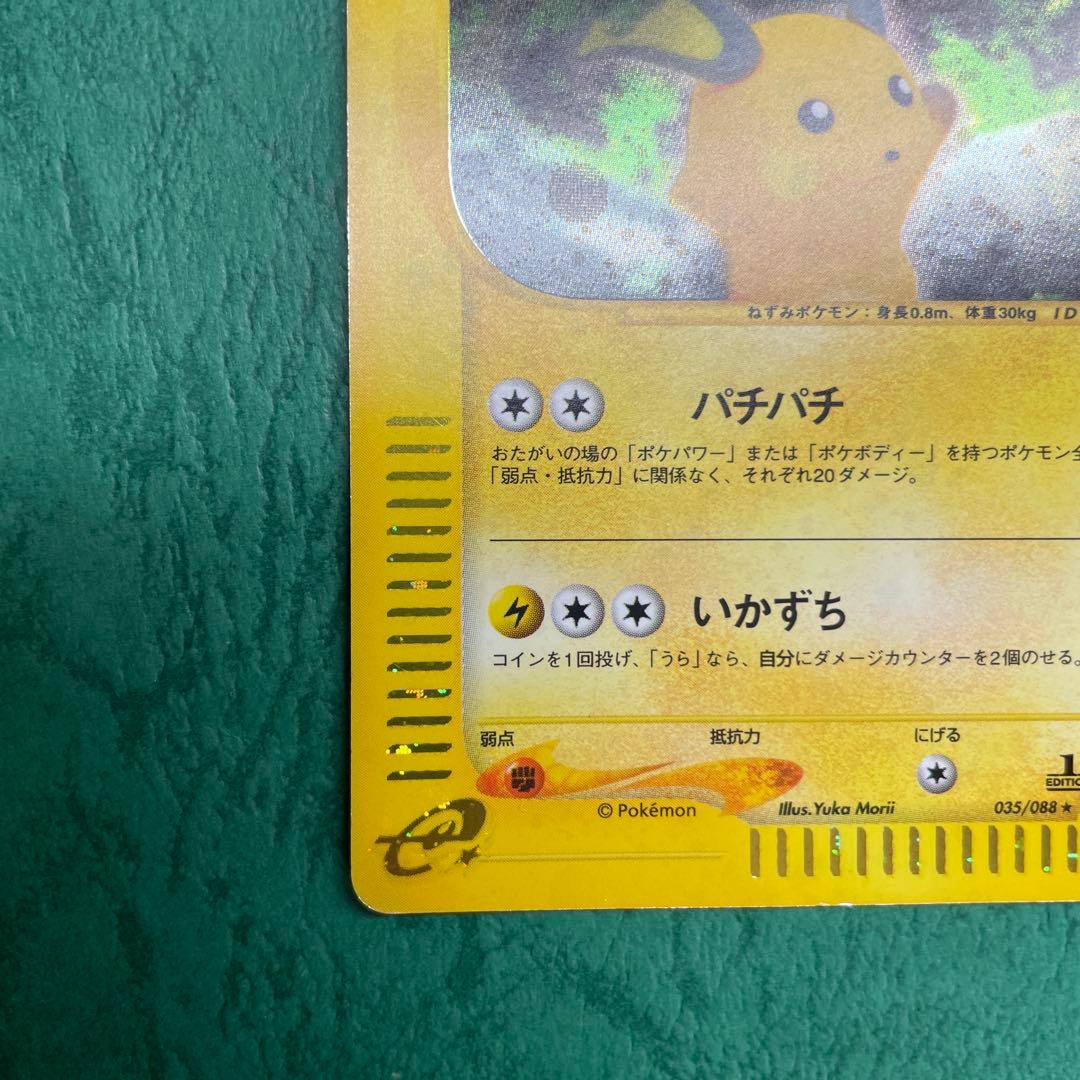 ねずみポケモン：身長0.8m、体重30kg ID
パチパチ
おたがいの場の「ポケパワー」または「ポケボディー」を持つポケモン全
「弱点・抵抗力」に関係なく、それぞれ20ダメージ。
いかずち
コインを1回投げ、「うら」なら、自分にダメージカウンターを2個のせる。
弱点 抵抗力 にげる
1
EDITIO
© Pokémon Illus.Yuka Morii 035/088 ★
e